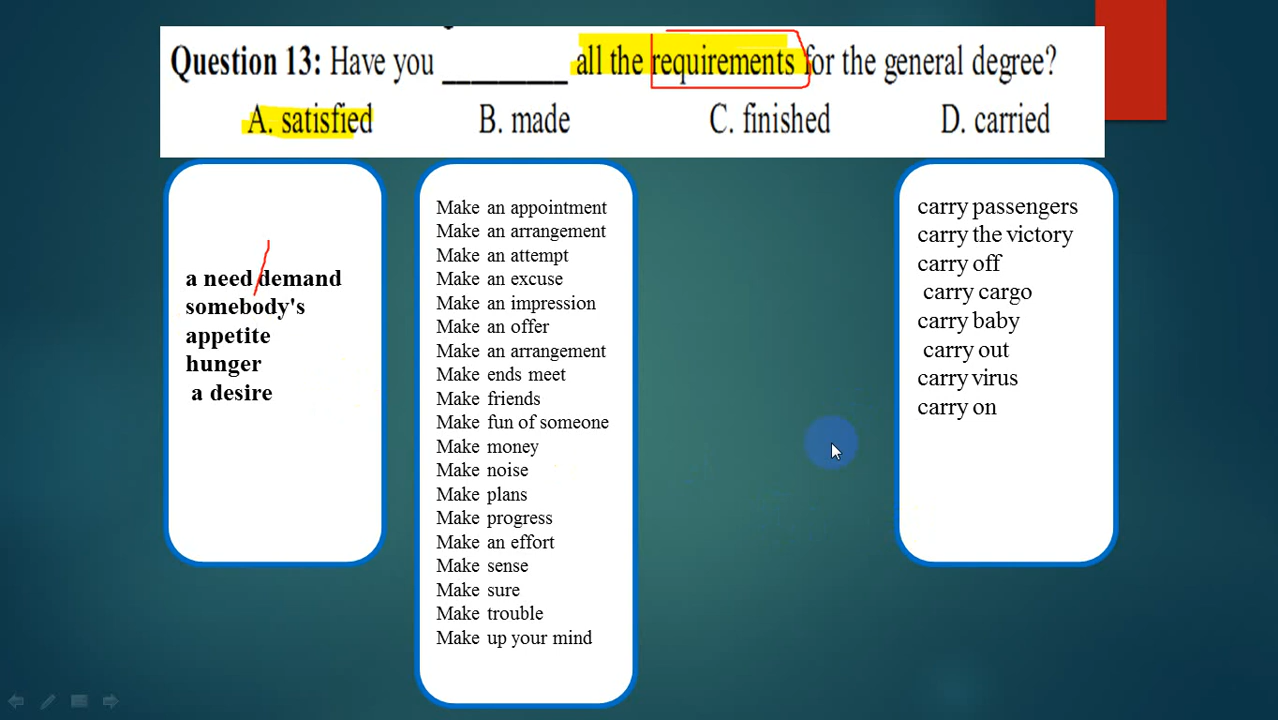 Question 13: Have you ________ all the requirements for the general degree?
A. satisfied B. made C. finished D. carried
a need demand
somebody's
appetite
hunger
a desire
Make an appointment
Make an arrangement
Make an attempt
Make an excuse
Make an impression
Make an offer
Make an arrangement
Make ends meet
Make friends
Make fun of someone
Make money
Make noise
Make plans
Make progress
Make an effort
Make sense
Make sure
Make trouble
Make up your mind
carry passengers
carry the victory
carry off
carry cargo
carry baby
carry out
carry virus
carry on